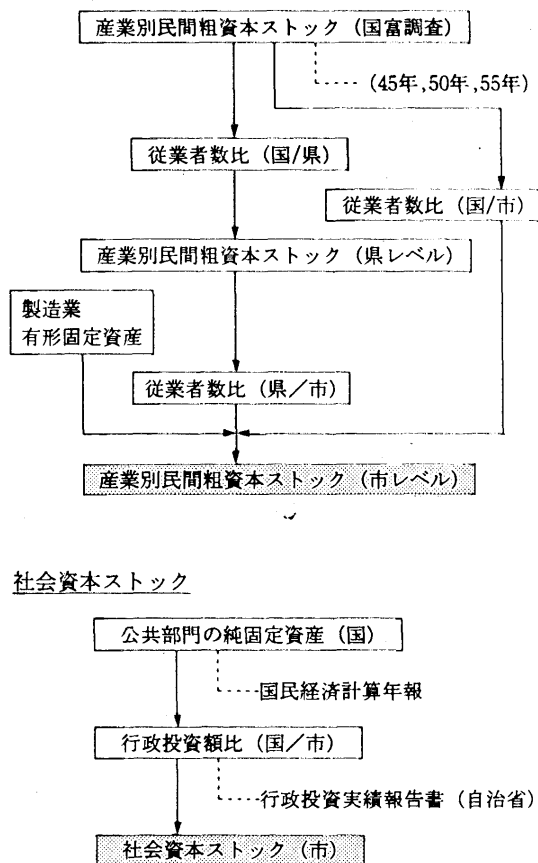 産業別民間粗資本ストック（国富調査）
（45年,50年,55年）
従業者数比（国/県）
従業者数比（国/市）
産業別民間粗資本ストック（県レベル）
製造業
有形固定資産
従業者数比（県／市）
産業別民間粗資本ストック（市レベル）
社会資本ストック
公共部門の純固定資産（国）
国民経済計算年報
行政投資額比（国／市）
行政投資実績報告書（自治省）
社会資本ストック（市）